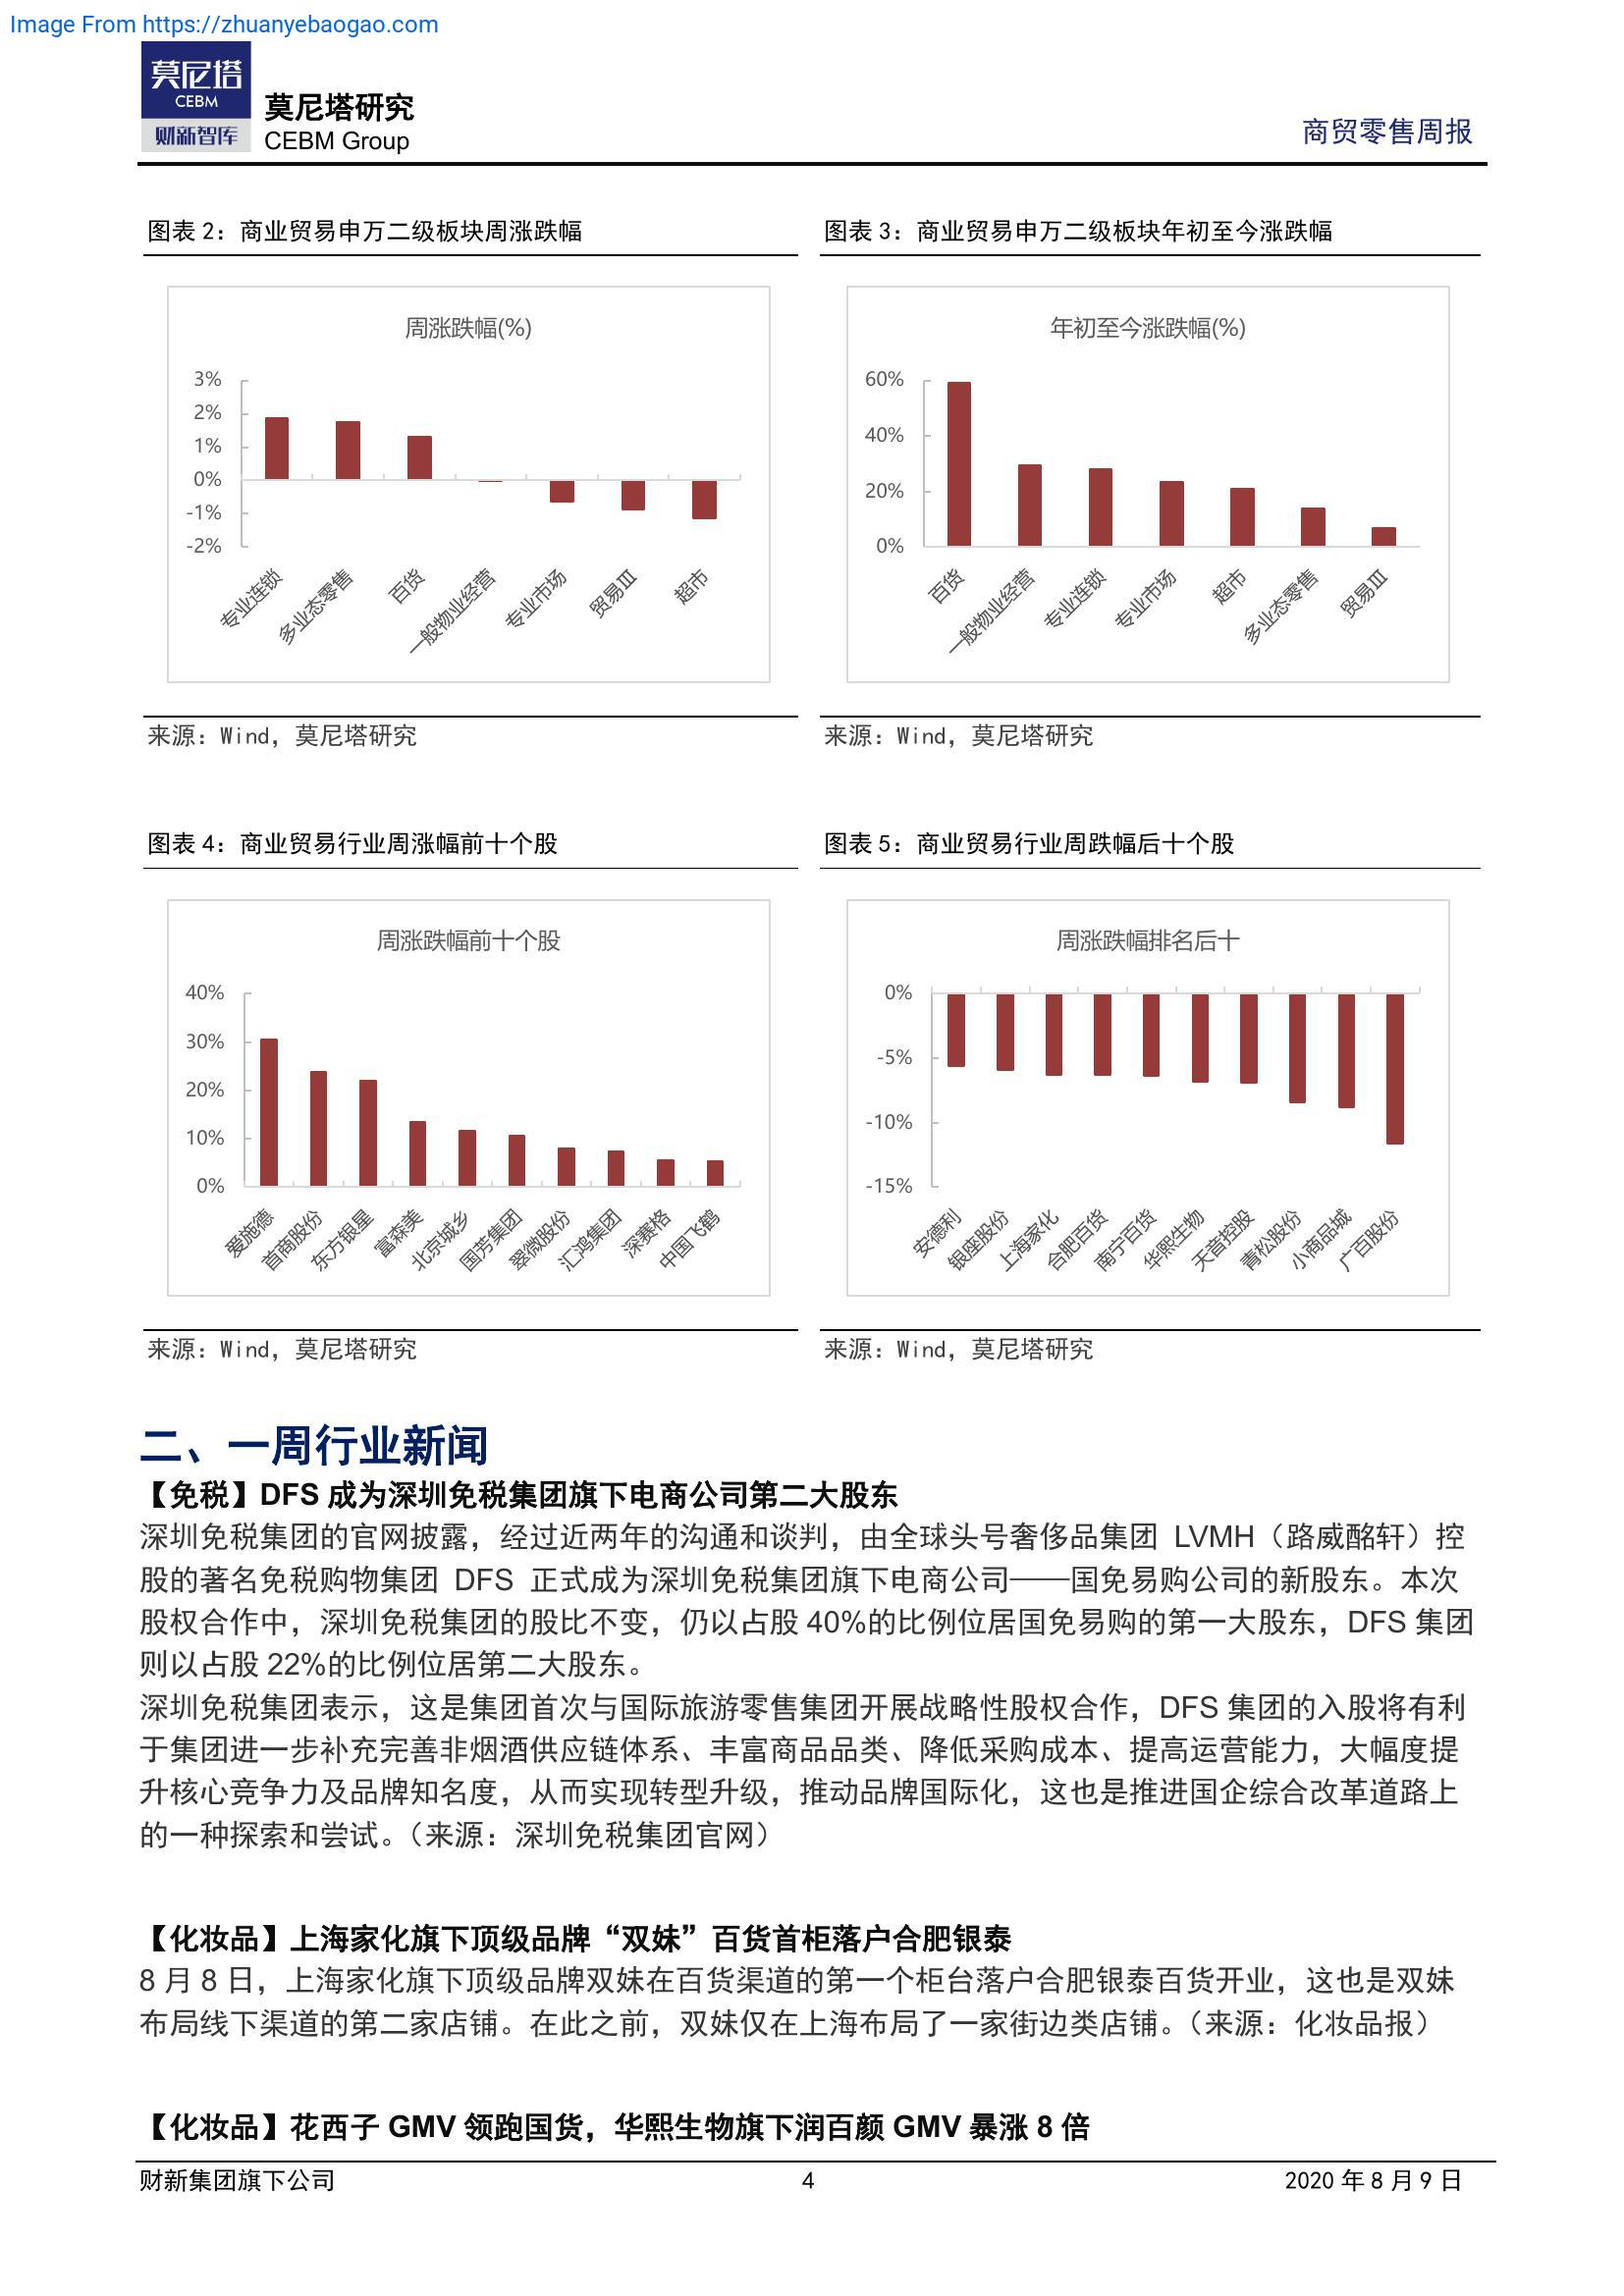 Image From https://zhuanyebaogao.com
莫尼塔
CEBM
财新智库
莫尼塔研究
CEBM Group
商贸零售周报
图表 2：商业贸易申万二级板块周涨跌幅
周涨跌幅(%)
3%
2%
1%
0%
-1%
-2%
专业连锁
多业态零售
百货
一般物业经营
专业市场
贸易Ⅲ
超市
来源：Wind，莫尼塔研究
图表 3：商业贸易申万二级板块年初至今涨跌幅
年初至今涨跌幅(%)
60%
40%
20%
0%
百货
一般物业经营
专业连锁
专业市场
超市
多业态零售
贸易Ⅲ
来源：Wind，莫尼塔研究
图表 4：商业贸易行业周涨幅前十个股
周涨跌幅前十个股
40%
30%
20%
10%
0%
爱施德
首商股份
东方银星
富森美
北京城乡
国芳集团
翠微股份
汇鸿集团
深赛格
中国飞鹤
来源：Wind，莫尼塔研究
图表 5：商业贸易行业周跌幅后十个股
周涨跌幅排名后十
0%
-5%
-10%
-15%
安德利
银座股份
上海家化
合肥百货
南宁百货
华熙生物
天音控股
青松股份
小商品城
广百股份
来源：Wind，莫尼塔研究
二、一周行业新闻
【免税】DFS 成为深圳免税集团旗下电商公司第二大股东
深圳免税集团的官网披露，经过近两年的沟通和谈判，由全球头号奢侈品集团 LVMH（路威酩轩）控
股的著名免税购物集团 DFS 正式成为深圳免税集团旗下电商公司——国免易购公司的新股东。本次
股权合作中，深圳免税集团的股比不变，仍以占股 40%的比例位居国免易购的第一大股东，DFS 集团
则以占股 22%的比例位居第二大股东。
深圳免税集团表示，这是集团首次与国际旅游零售集团开展战略性股权合作，DFS 集团的入股将有利
于集团进一步补充完善非烟酒供应链体系、丰富商品品类、降低采购成本、提高运营能力，大幅度提
升核心竞争力及品牌知名度，从而实现转型升级，推动品牌国际化，这也是推进国企综合改革道路上
的一种探索和尝试。（来源：深圳免税集团官网）
【化妆品】上海家化旗下顶级品牌“双妹”百货首柜落户合肥银泰
8 月 8 日，上海家化旗下顶级品牌双妹在百货渠道的第一个柜台落户合肥银泰百货开业，这也是双妹
布局线下渠道的第二家店铺。在此之前，双妹仅在上海布局了一家街边类店铺。（来源：化妆品报）
【化妆品】花西子 GMV 领跑国货，华熙生物旗下润百颜 GMV 暴涨 8 倍
财新集团旗下公司
4
2020 年 8 月 9 日